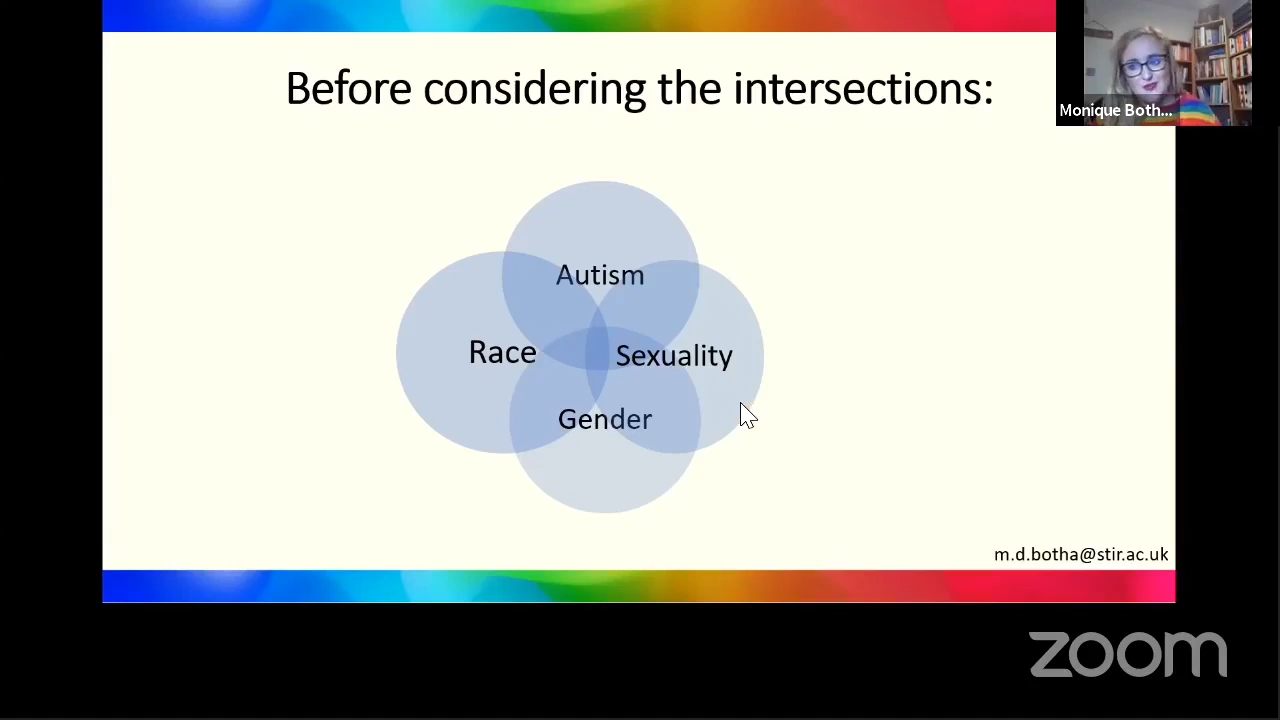 Before considering the intersections:
Monique Both...
Autism
Race
Sexuality
Gender
m.d.botha@stir.ac.uk
zoom